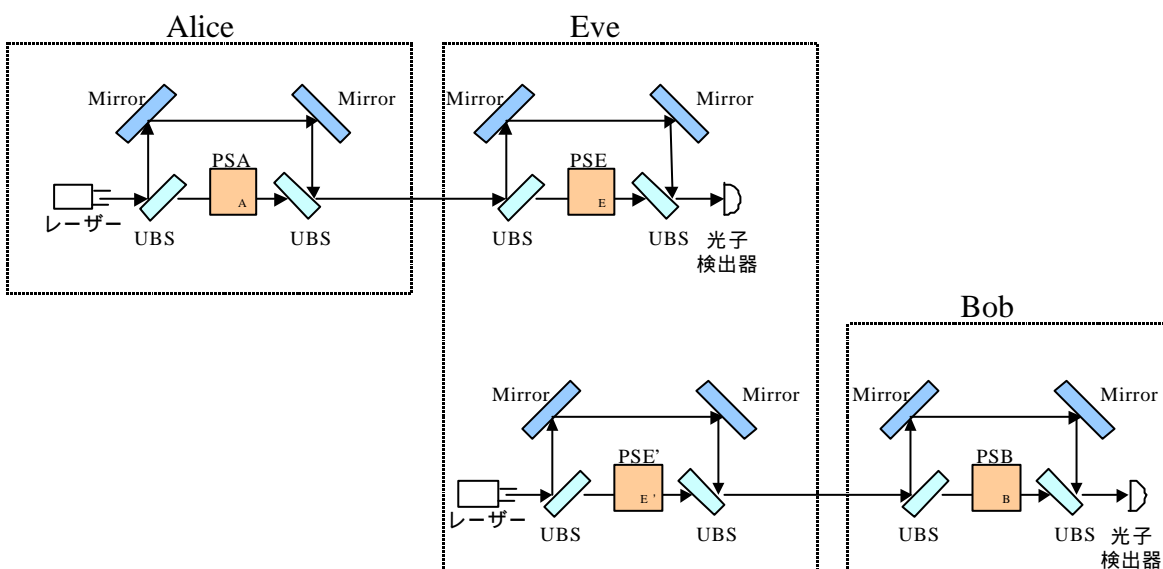 Alice
Eve
Mirror
Mirror
Mirror
Mirror
PSA
PSE
A
E
レーザー
UBS
UBS
UBS
UBS
光子
検出器
Bob
Mirror
Mirror
Mirror
Mirror
PSE’
PSB
E '
B
レーザー
UBS
UBS
UBS
UBS
光子
検出器